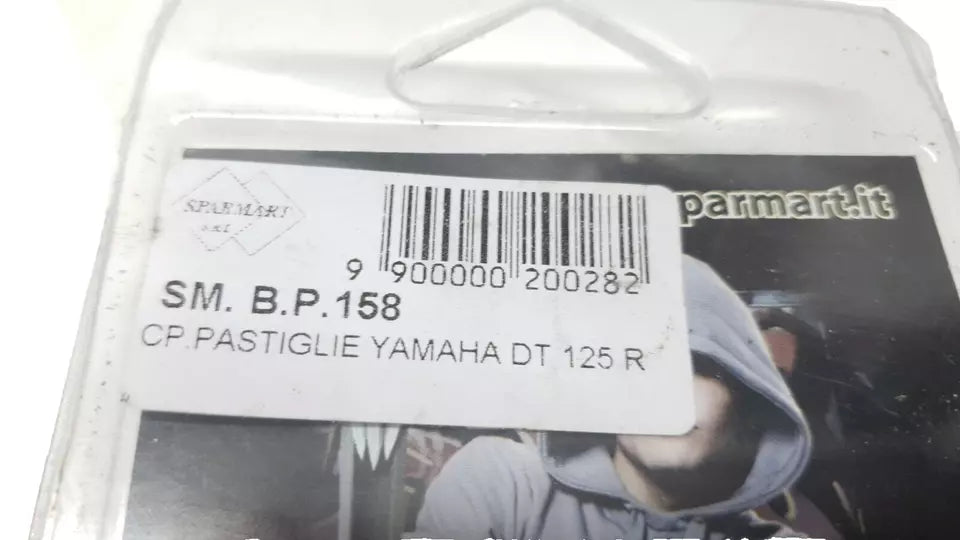 SPARMART
s.r.l.
parmart.it
9 900000 200282
SM. B.P.158
CP.PASTIGLIE YAMAHA DT 125 R